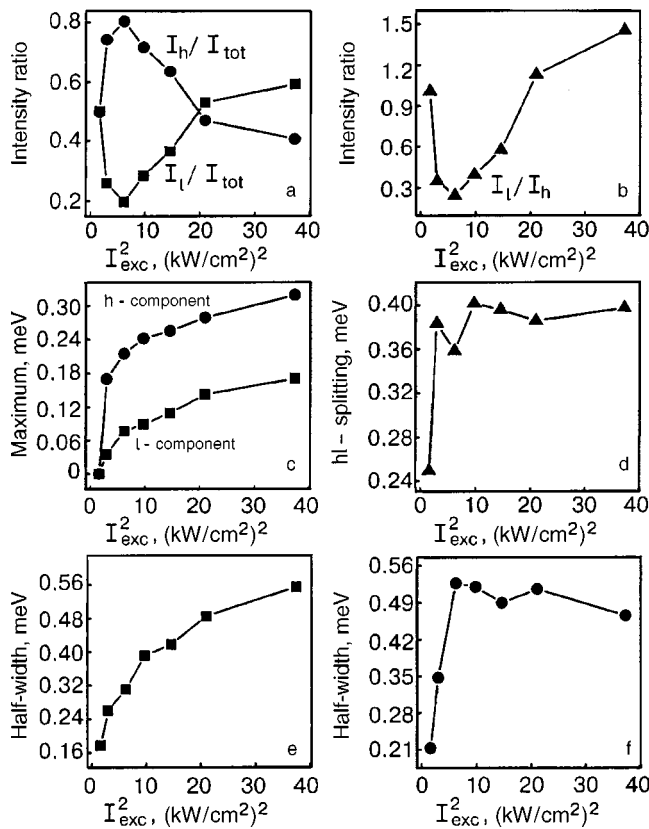 Intensity ratio
0.8
0.6
0.4
0.2
I_h / I_tot
I_l / I_tot
a
0 10 20 30 40
I²_exc, (kW/cm²)²
Intensity ratio
1.5
1.2
0.9
0.6
0.3
I_l / I_h
b
0 10 20 30 40
I²_exc, (kW/cm²)²
Maximum, meV
0.30
0.24
0.18
0.12
0.06
0
h - component
l - component
c
0 10 20 30 40
I²_exc, (kW/cm²)²
hl - splitting, meV
0.40
0.36
0.32
0.28
0.24
d
0 10 20 30 40
I²_exc, (kW/cm²)²
Half-width, meV
0.56
0.48
0.40
0.32
0.24
0.16
e
0 10 20 30 40
I²_exc, (kW/cm²)²
Half-width, meV
0.56
0.49
0.42
0.35
0.28
0.21
f
0 10 20 30 40
I²_exc, (kW/cm²)²